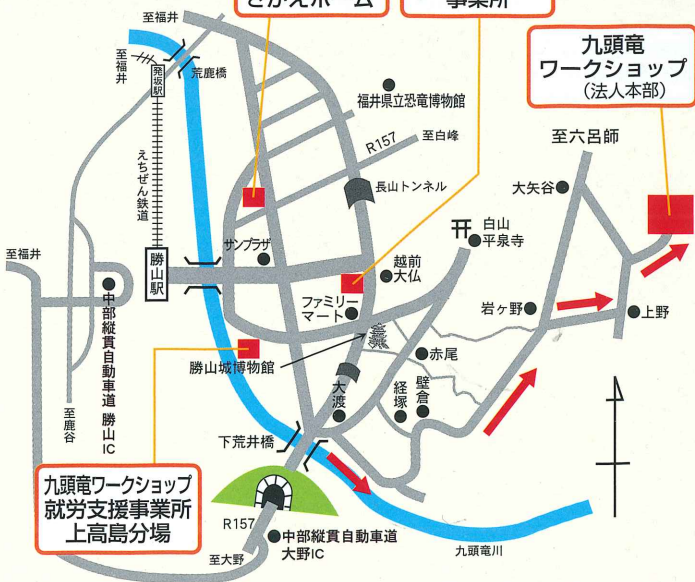 至福井
さかえホーム
事業所
至福井
荒鹿橋
発坂駅
福井県立恐竜博物館
九頭竜
ワークショップ
(法人本部)
R157
至白峰
至六呂師
えちぜん鉄道
長山トンネル
大矢谷
白山
平泉寺
至福井
サンプラザ
勝山駅
越前
大仏
ファミリー
マート
岩ヶ野
上野
中部縦貫自動車道 勝山IC
勝山城博物館
赤尾
大渡
経塚
壁倉
至鹿谷
下荒井橋
九頭竜ワークショップ
就労支援事業所
上高島分場
R157
中部縦貫自動車道
大野IC
至大野
九頭竜川